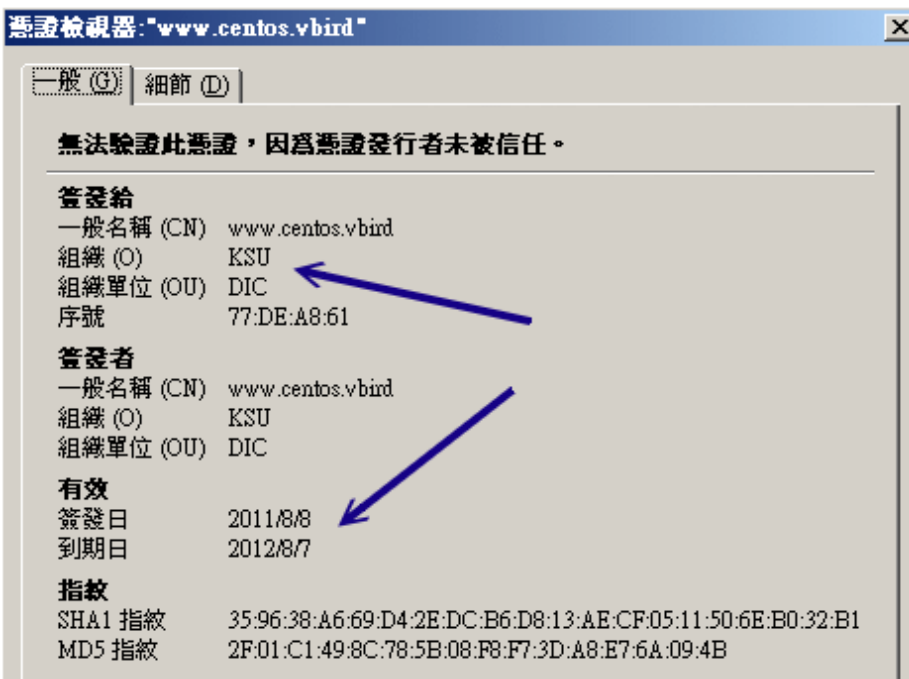 憑證檢視器:"www.centos.vbird"
一般 (G) 細節 (D)
無法驗證此憑證，因為憑證發行者未被信任。
簽發給
一般名稱 (CN) www.centos.vbird
組織 (O) KSU
組織單位 (OU) DIC
序號 77:DE:A8:61
簽發者
一般名稱 (CN) www.centos.vbird
組織 (O) KSU
組織單位 (OU) DIC
有效
簽發日 2011/8/8
到期日 2012/8/7
指紋
SHA1 指紋 35:96:38:A6:69:D4:2E:DC:B6:D8:13:AE:CF:05:11:50:6E:B0:32:B1
MD5 指紋 2F:01:C1:49:8C:78:5B:08:F8:F7:3D:A8:E7:6A:09:4B